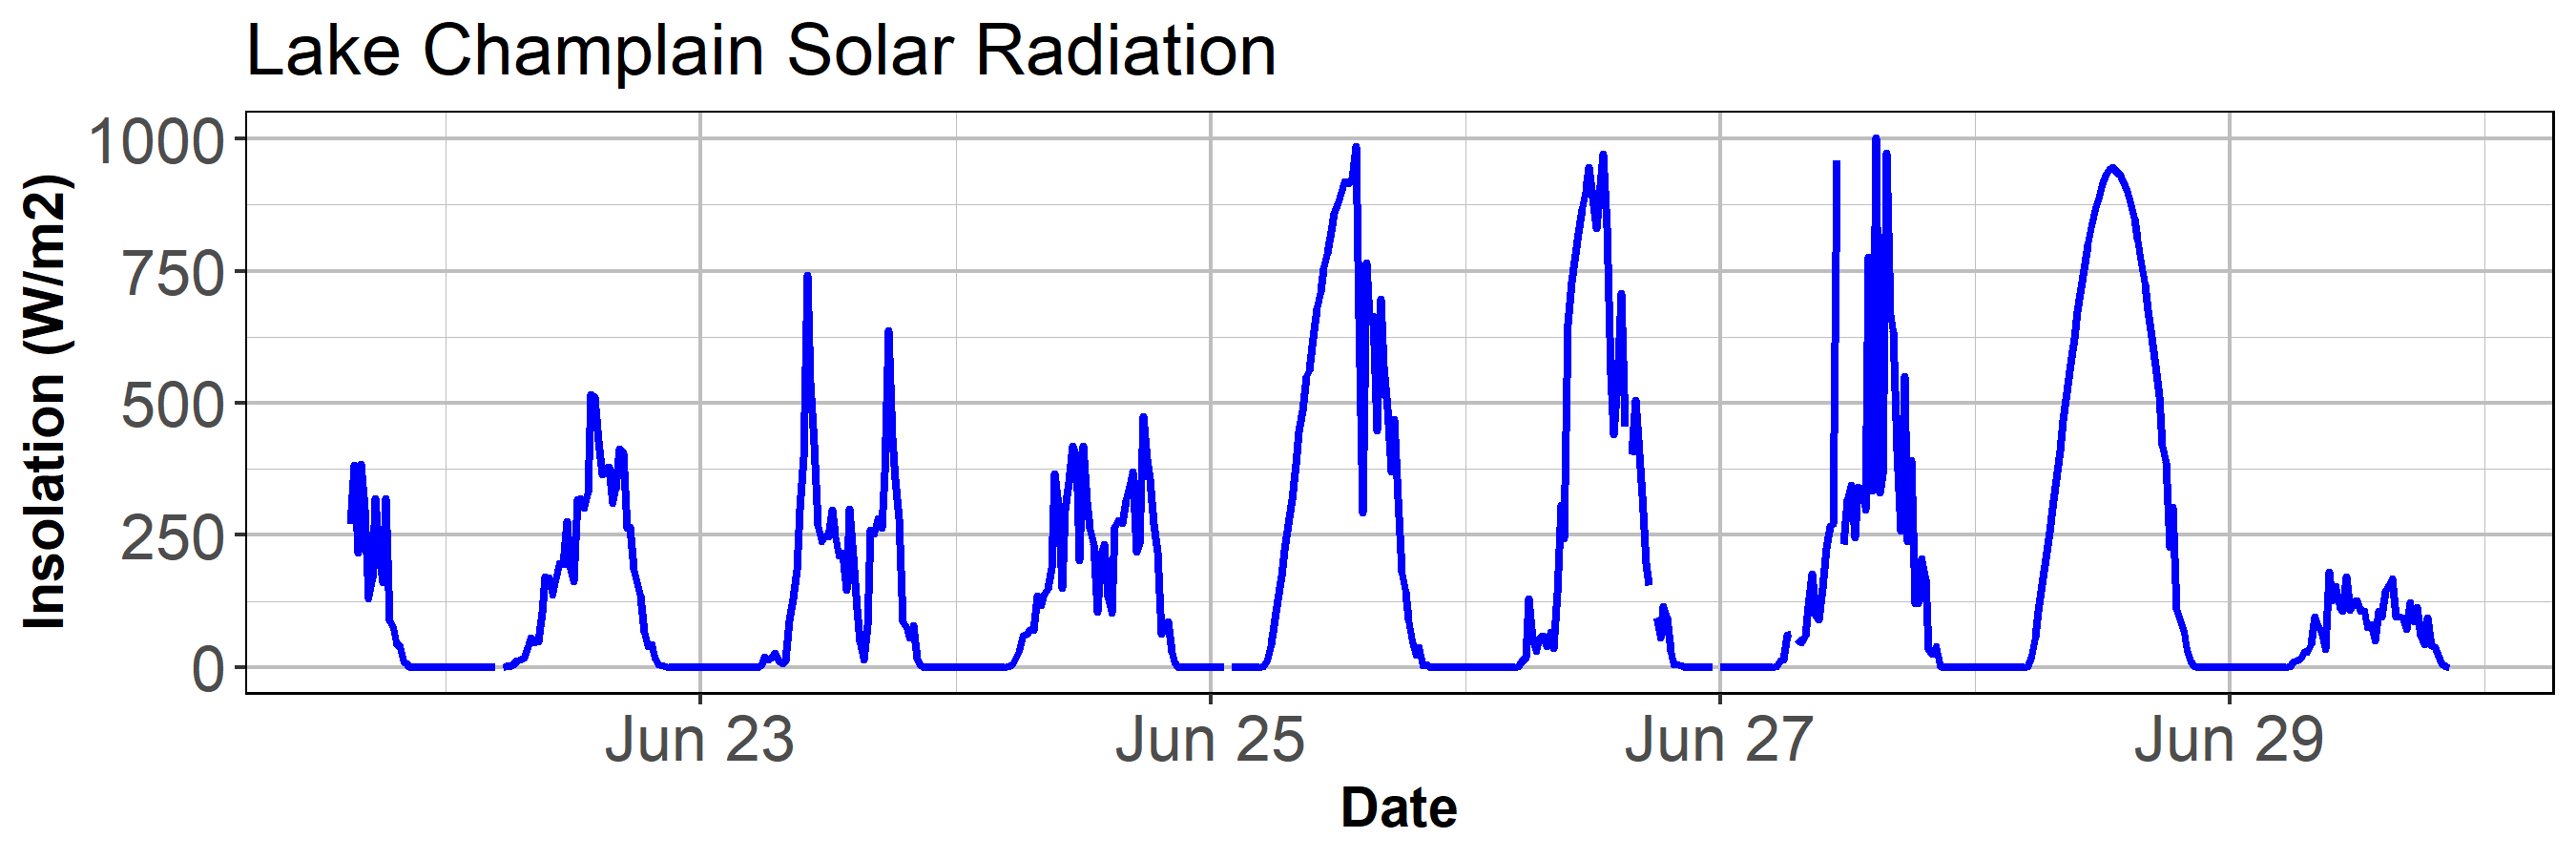 Lake Champlain Solar Radiation
Insolation (W/m2)
1000
750
500
250
0
Jun 23
Jun 25
Jun 27
Jun 29
Date